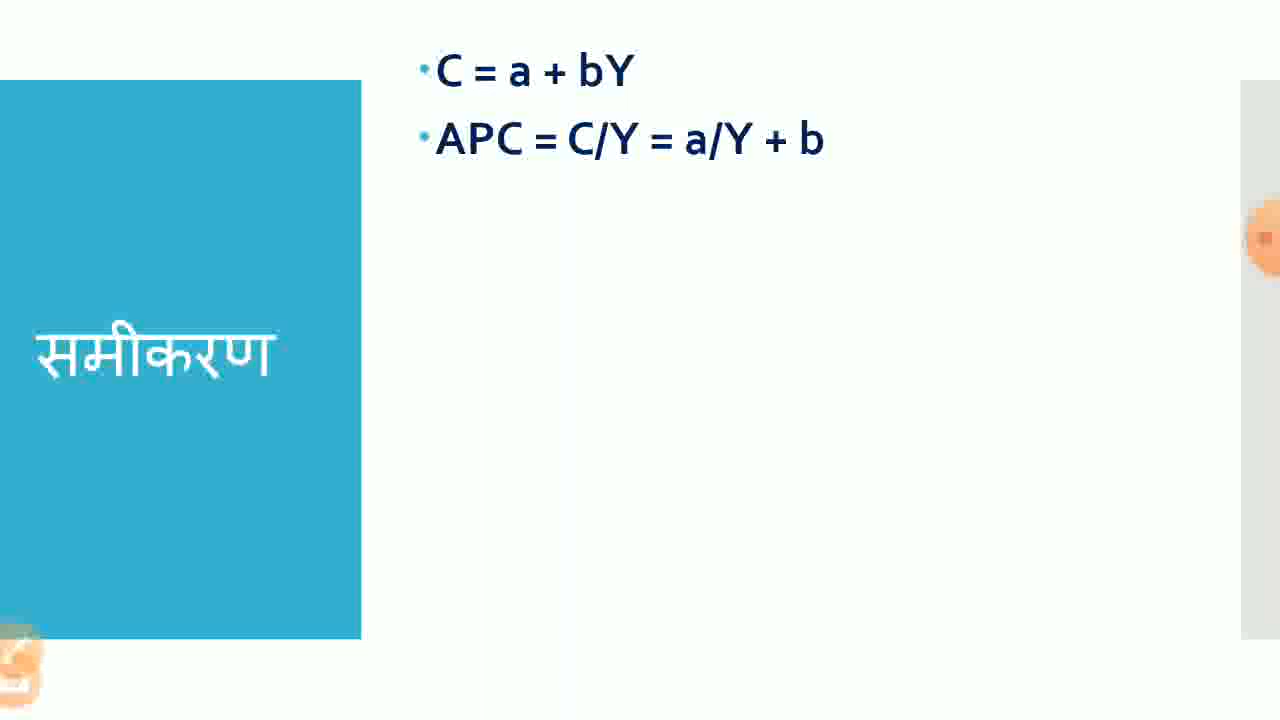 • C = a + bY
• APC = C/Y = a/Y + b
समीकरण